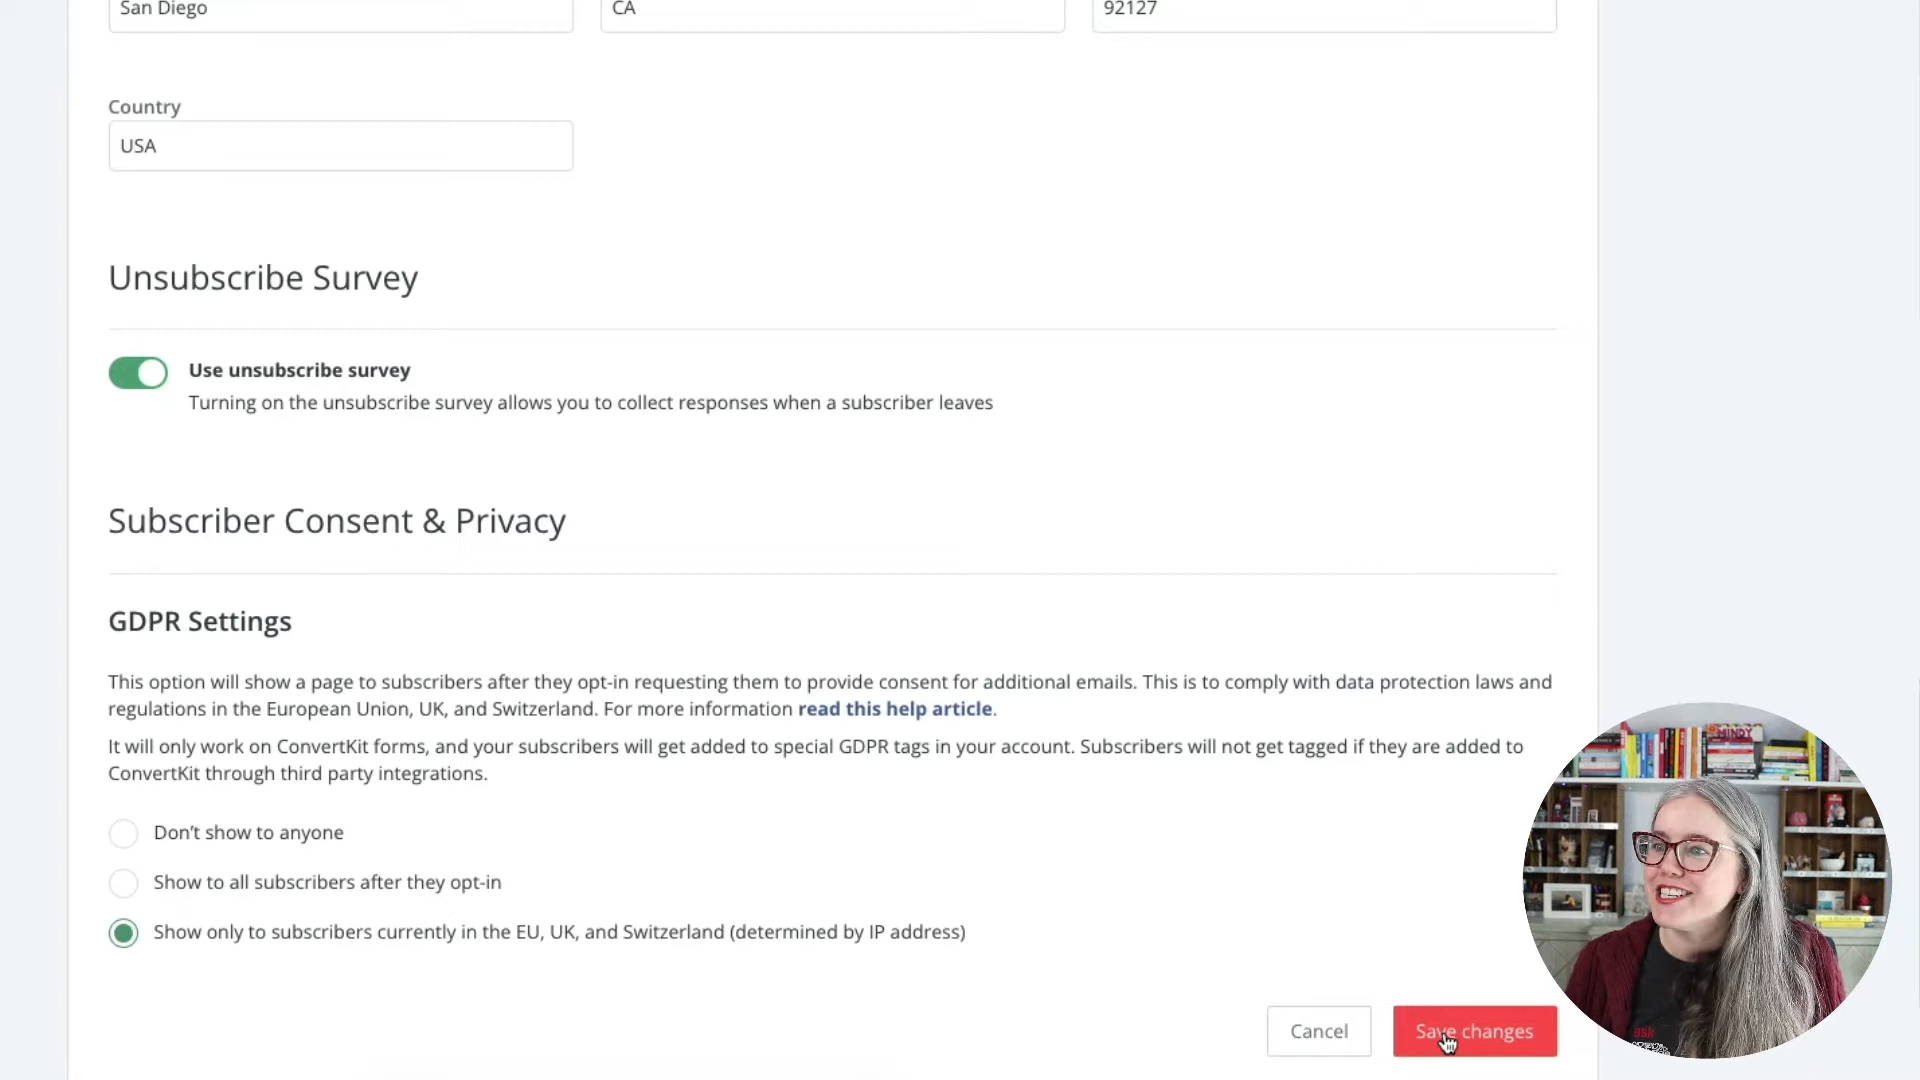 San Diego CA 92127
Country
USA
Unsubscribe Survey
Use unsubscribe survey
Turning on the unsubscribe survey allows you to collect responses when a subscriber leaves
Subscriber Consent & Privacy
GDPR Settings
This option will show a page to subscribers after they opt-in requesting them to provide consent for additional emails. This is to comply with data protection laws and
regulations in the European Union, UK, and Switzerland. For more information read this help article.
It will only work on ConvertKit forms, and your subscribers will get added to special GDPR tags in your account. Subscribers will not get tagged if they are added to
ConvertKit through third party integrations.
Don't show to anyone
Show to all subscribers after they opt-in
Show only to subscribers currently in the EU, UK, and Switzerland (determined by IP address)
Cancel
Save changes
MINDY
ask